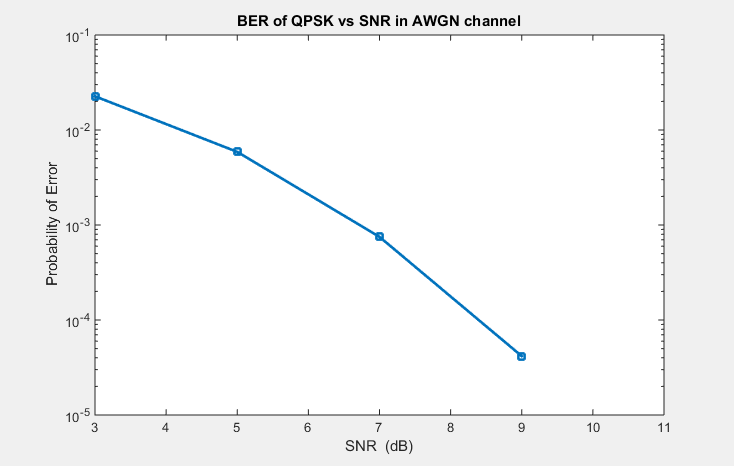 BER of QPSK vs SNR in AWGN channel
10-1
10-2
10-3
10-4
10-5
Probability of Error
3 4 5 6 7 8 9 10 11
SNR (dB)